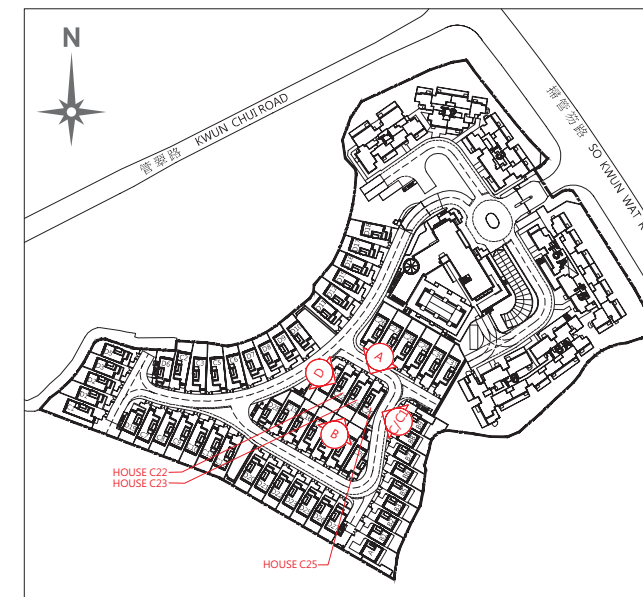 N
管翠路 KWUN CHUI ROAD
掃管笏路 SO KWUN WAT R
A
D
C
B
HOUSE C22
HOUSE C23
HOUSE C25